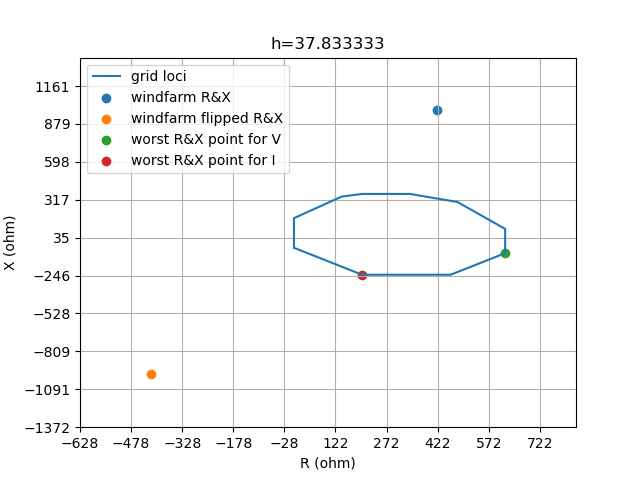 h=37.833333
grid loci
windfarm R&X
windfarm flipped R&X
worst R&X point for V
worst R&X point for I
X (ohm)
1161
879
598
317
35
−246
−528
−809
−1091
−1372
−628 −478 −328 −178 −28 122 272 422 572 722
R (ohm)